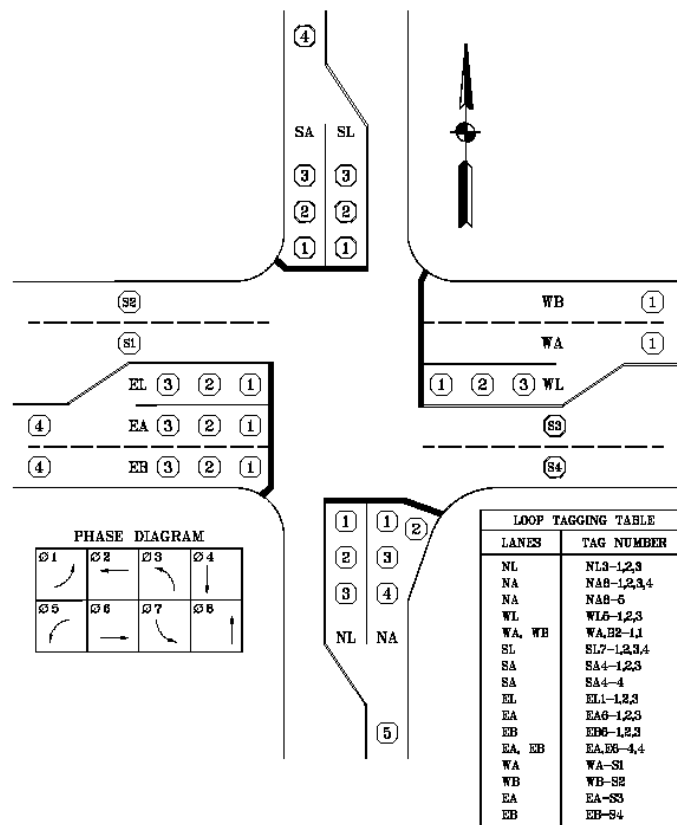 4
SA SL
3 3
2 2
1 1
S2
WB 1
S1
WA 1
EL 3 2 1
1 2 3 WL
4 EA 3 2 1
S3
4 EB 3 2 1
S4
1 1
2
2 3
3 4
NL NA
5
PHASE DIAGRAM
Ø1 Ø2 Ø3 Ø4
Ø5 Ø6 Ø7 Ø8
LOOP TAGGING TABLE
LANES TAG NUMBER
NL NL3-1,2,3
NA NA8-1,2,3,4
NA NA8-5
WL WL5-1,2,3
WA, WB WA,B2-1,1
SL SL7-1,2,3,4
SA SA4-1,2,3
SA SA4-4
EL EL1-1,2,3
EA EA6-1,2,3
EB EB6-1,2,3
EA, EB EA,E6-4,4
WA WA-S1
WB WB-S2
EA EA-S3
EB EB-S4